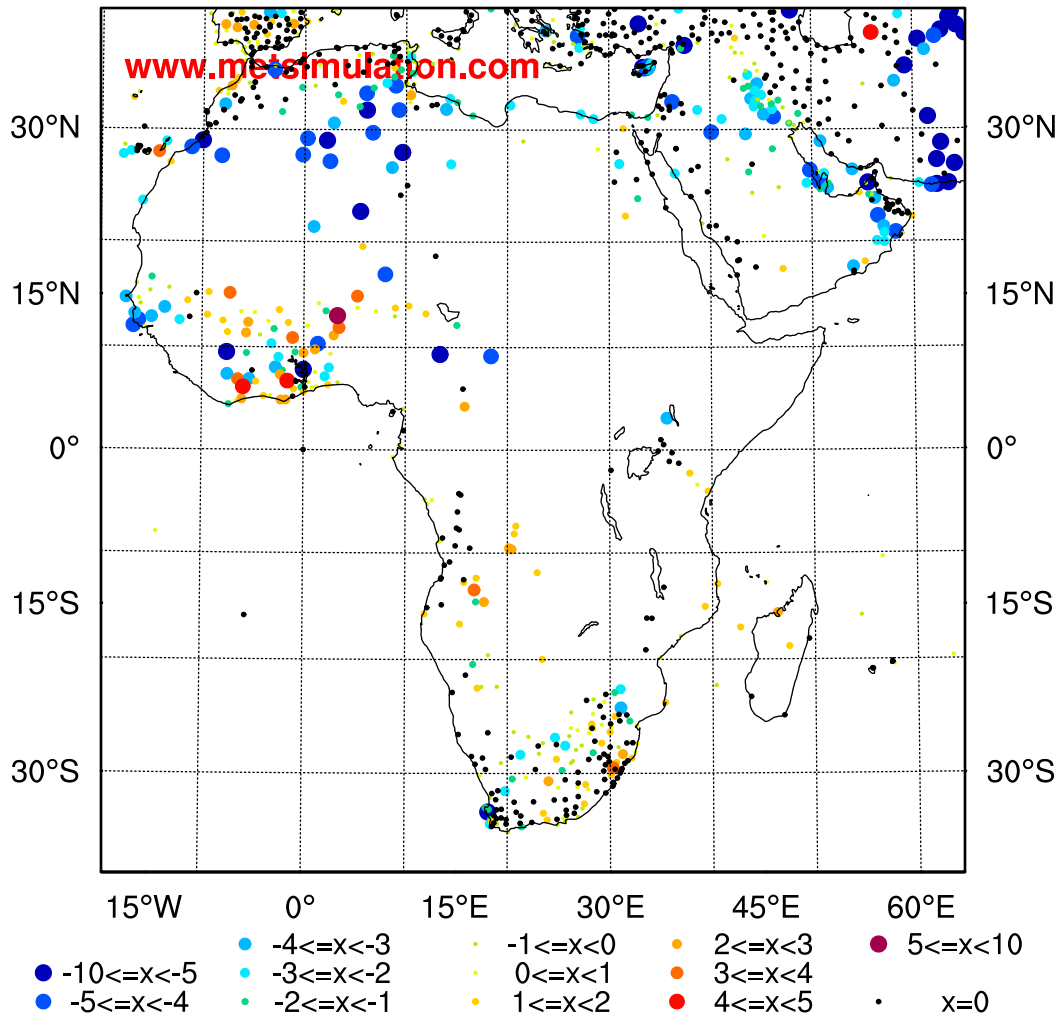 www.metsimulation.com
30°N 30°N
15°N 15°N
0° 0°
15°S 15°S
30°S 30°S
15°W 0° 15°E 30°E 45°E 60°E
-4<=x<-3 -1<=x<0 2<=x<3 5<=x<10
-10<=x<-5 -3<=x<-2 0<=x<1 3<=x<4
-5<=x<-4 -2<=x<-1 1<=x<2 4<=x<5 x=0